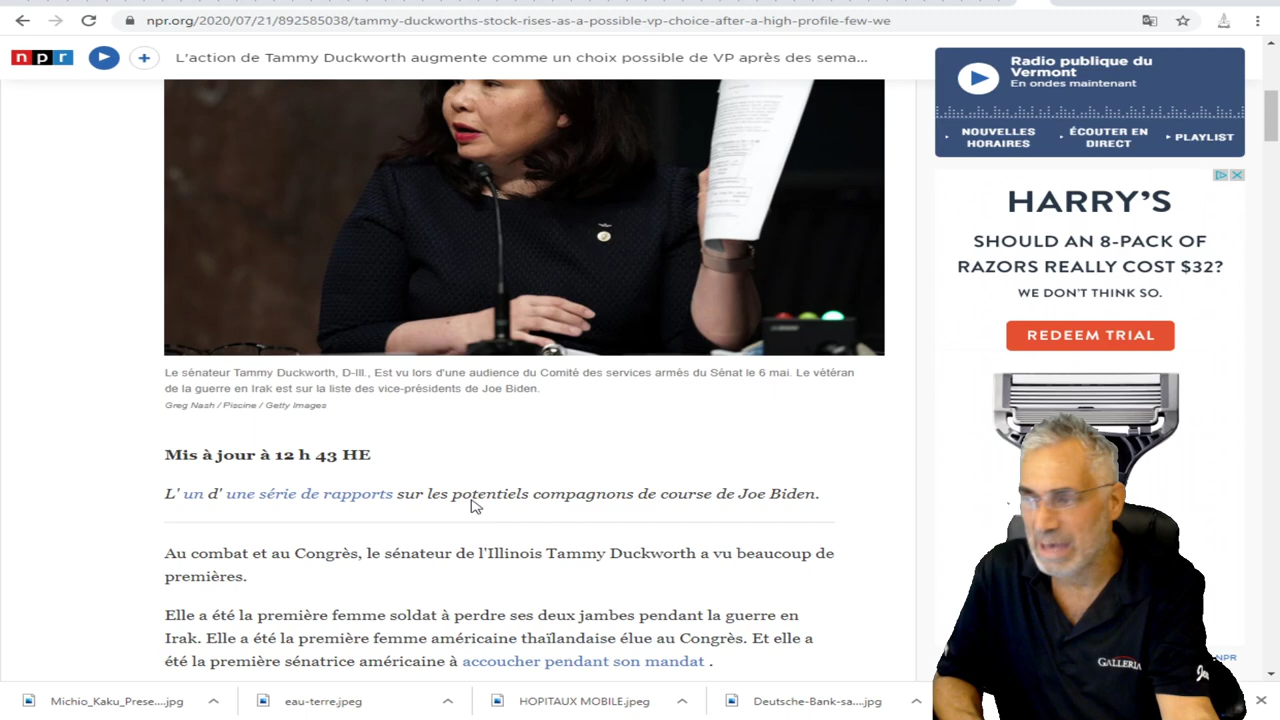 npr.org/2020/07/21/892585038/tammy-duckworths-stock-rises-as-a-possible-vp-choice-after-a-high-profile-few-we
npr
L'action de Tammy Duckworth augmente comme un choix possible de VP après des sema...
Radio publique du
Vermont
En ondes maintenant
NOUVELLES
HORAIRES
ÉCOUTER EN
DIRECT
PLAYLIST
HARRY'S
SHOULD AN 8-PACK OF
RAZORS REALLY COST $32?
WE DON'T THINK SO.
REDEEM TRIAL
Le sénateur Tammy Duckworth, D-Ill., Est vu lors d'une audience du Comité des services armés du Sénat le 6 mai. Le vétéran
de la guerre en Irak est sur la liste des vice-présidents de Joe Biden.
Greg Nash / Piscine / Getty Images
Mis à jour à 12 h 43 HE
L' un d' une série de rapports sur les potentiels compagnons de course de Joe Biden.
Au combat et au Congrès, le sénateur de l'Illinois Tammy Duckworth a vu beaucoup de
premières.
Elle a été la première femme soldat à perdre ses deux jambes pendant la guerre en
Irak. Elle a été la première femme américaine thaïlandaise élue au Congrès. Et elle a
été la première sénatrice américaine à accoucher pendant son mandat .
NPR
GALLERIA
Michio_Kaku_Prese....jpg
eau-terre.jpeg
HOPITAUX MOBILE.jpeg
Deutsche-Bank-sa....jpg